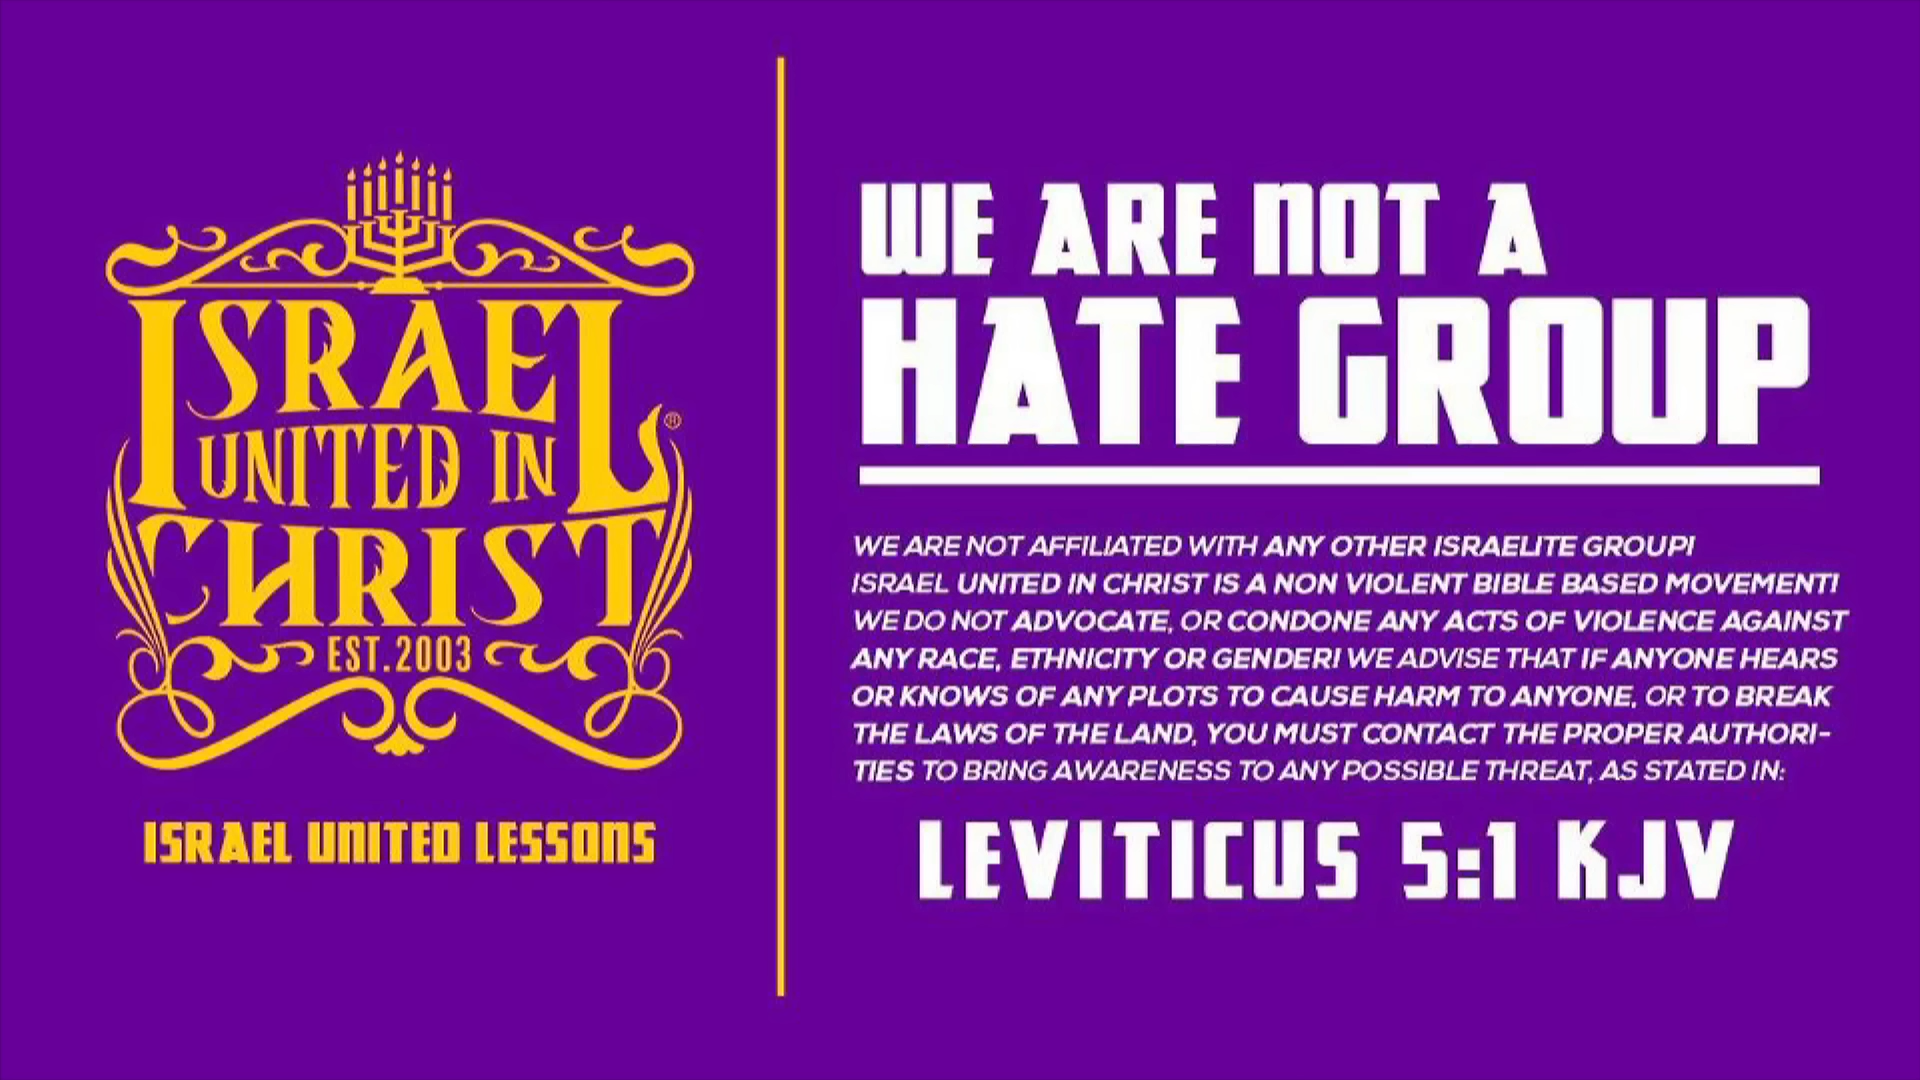 ISRAEL
UNITED IN
CHRIST
®
EST.2003
ISRAEL UNITED LESSONS
WE ARE NOT A
HATE GROUP
WE ARE NOT AFFILIATED WITH ANY OTHER ISRAELITE GROUP!
ISRAEL UNITED IN CHRIST IS A NON VIOLENT BIBLE BASED MOVEMENT!
WE DO NOT ADVOCATE, OR CONDONE ANY ACTS OF VIOLENCE AGAINST
ANY RACE, ETHNICITY OR GENDER! WE ADVISE THAT IF ANYONE HEARS
OR KNOWS OF ANY PLOTS TO CAUSE HARM TO ANYONE, OR TO BREAK
THE LAWS OF THE LAND, YOU MUST CONTACT THE PROPER AUTHORI-
TIES TO BRING AWARENESS TO ANY POSSIBLE THREAT, AS STATED IN:
LEVITICUS 5:1 KJV